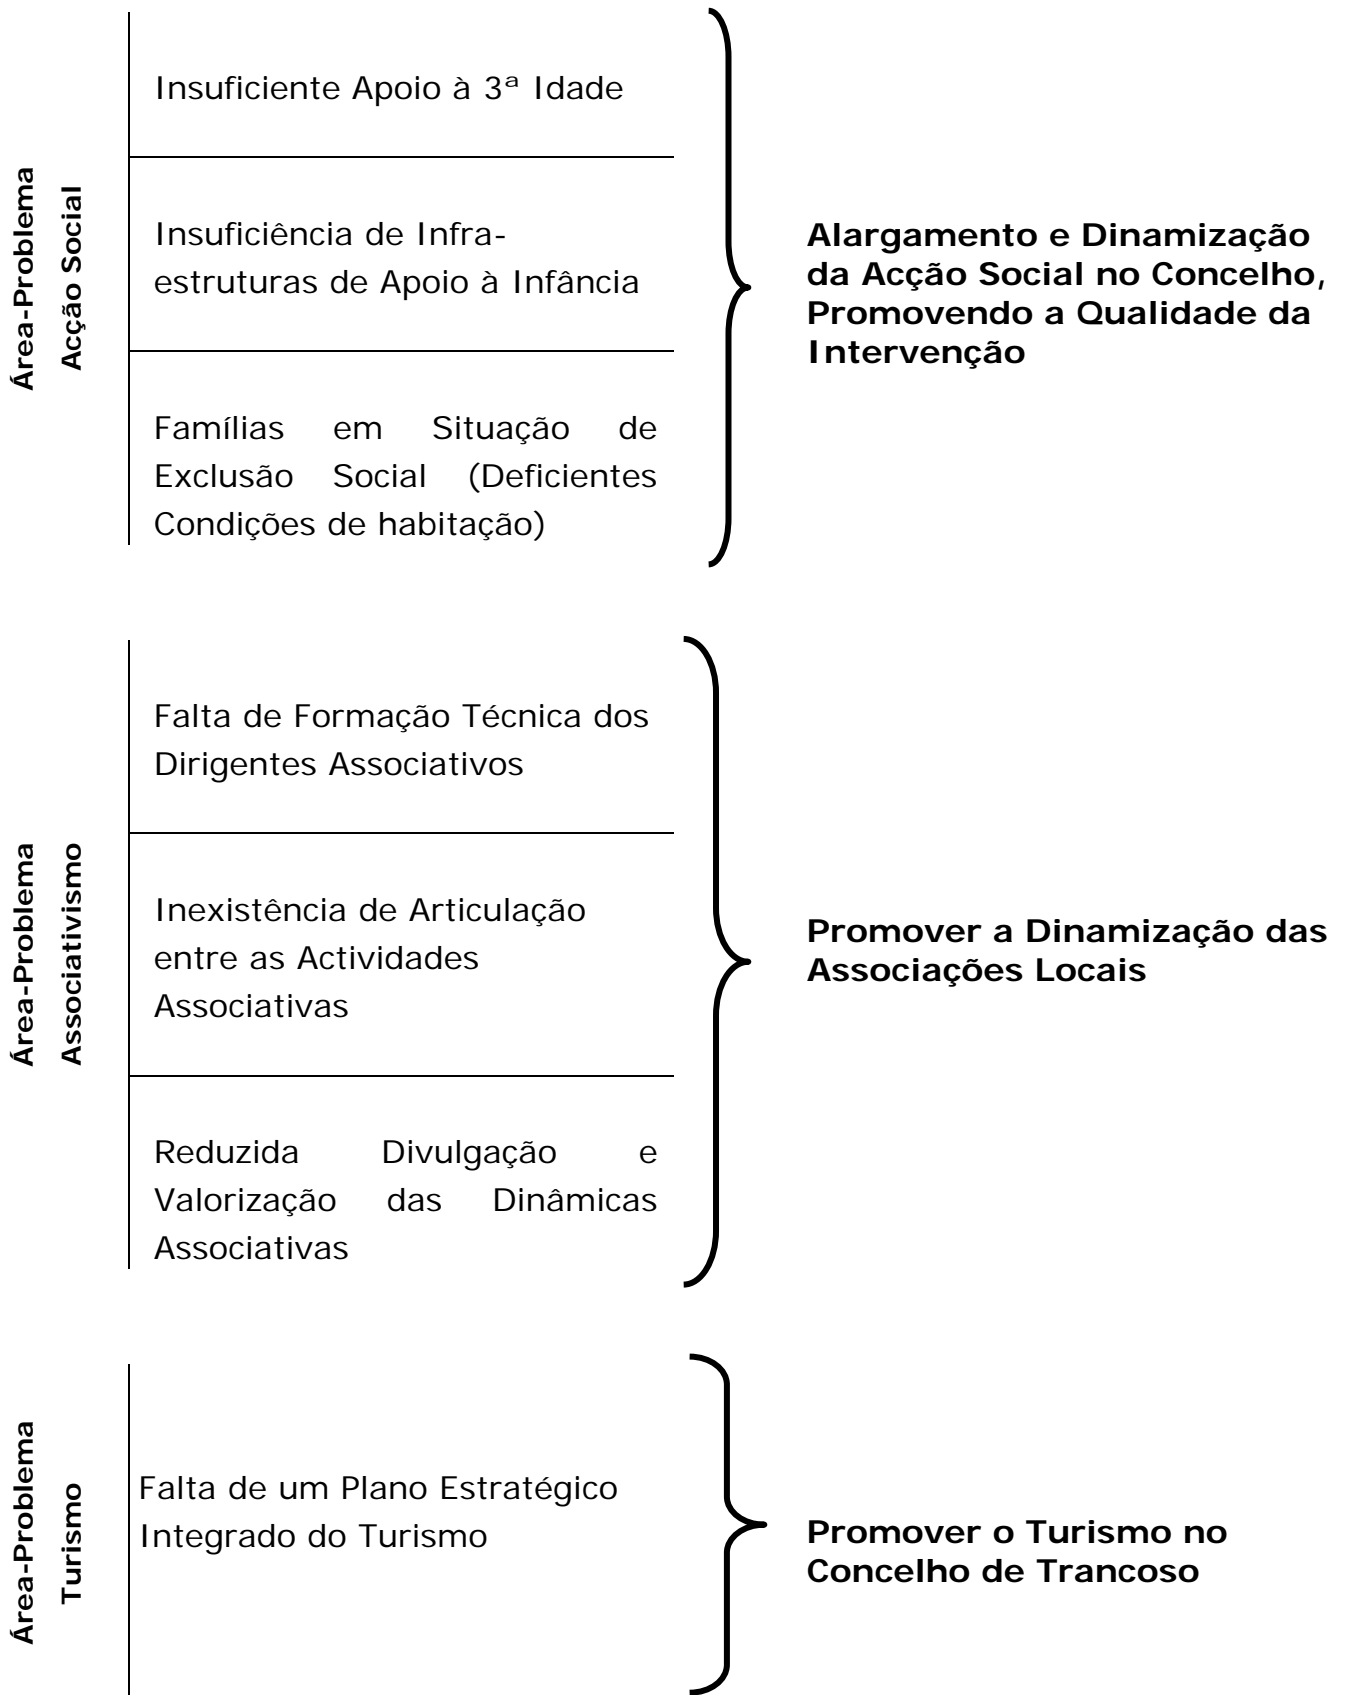 Área-Problema
Acção Social
Insuficiente Apoio à 3ª Idade
Insuficiência de Infra-
estruturas de Apoio à Infância
Famílias em Situação de
Exclusão Social (Deficientes
Condições de habitação)
Alargamento e Dinamização
da Acção Social no Concelho,
Promovendo a Qualidade da
Intervenção
Área-Problema
Associativismo
Falta de Formação Técnica dos
Dirigentes Associativos
Inexistência de Articulação
entre as Actividades
Associativas
Reduzida Divulgação e
Valorização das Dinâmicas
Associativas
Promover a Dinamização das
Associações Locais
Área-Problema
Turismo
Falta de um Plano Estratégico
Integrado do Turismo
Promover o Turismo no
Concelho de Trancoso